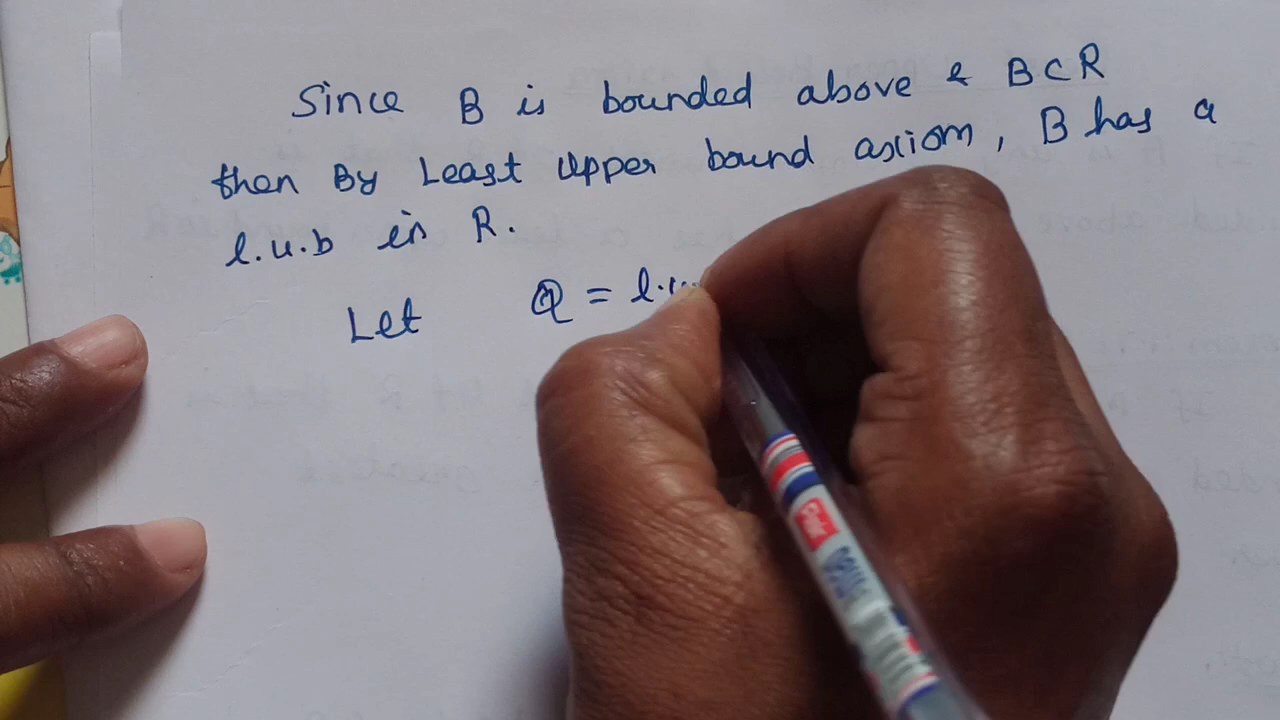 Since B is bounded above & B⊂R
then By Least Upper bound axiom, B has a
l.u.b in R.
Let Q = l.u